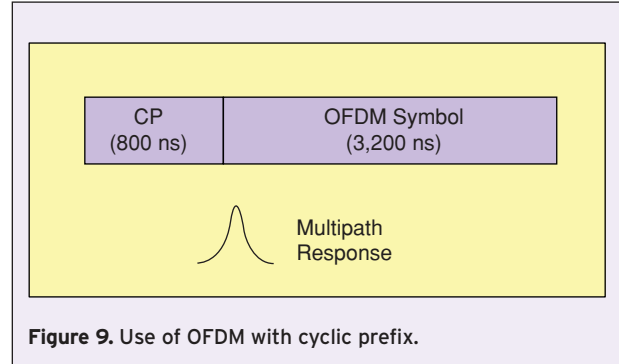 CP
(800 ns)
OFDM Symbol
(3,200 ns)
Multipath
Response
Figure 9. Use of OFDM with cyclic prefix.